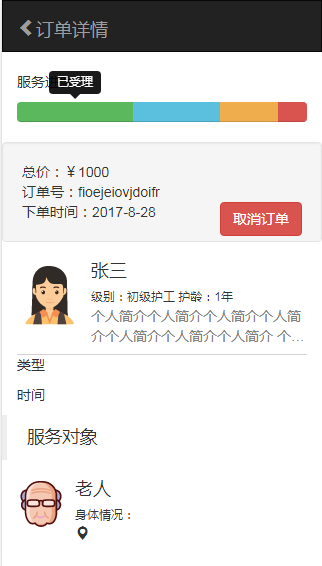 订单详情
服务进
已受理
总价：￥1000
订单号：fioejeiovjdoifr
下单时间：2017-8-28
取消订单
张三
级别：初级护工 护龄：1年
个人简介个人简介个人简介个人简
介个人简介个人简介个人简介 个...
类型
时间
服务对象
老人
身体情况：